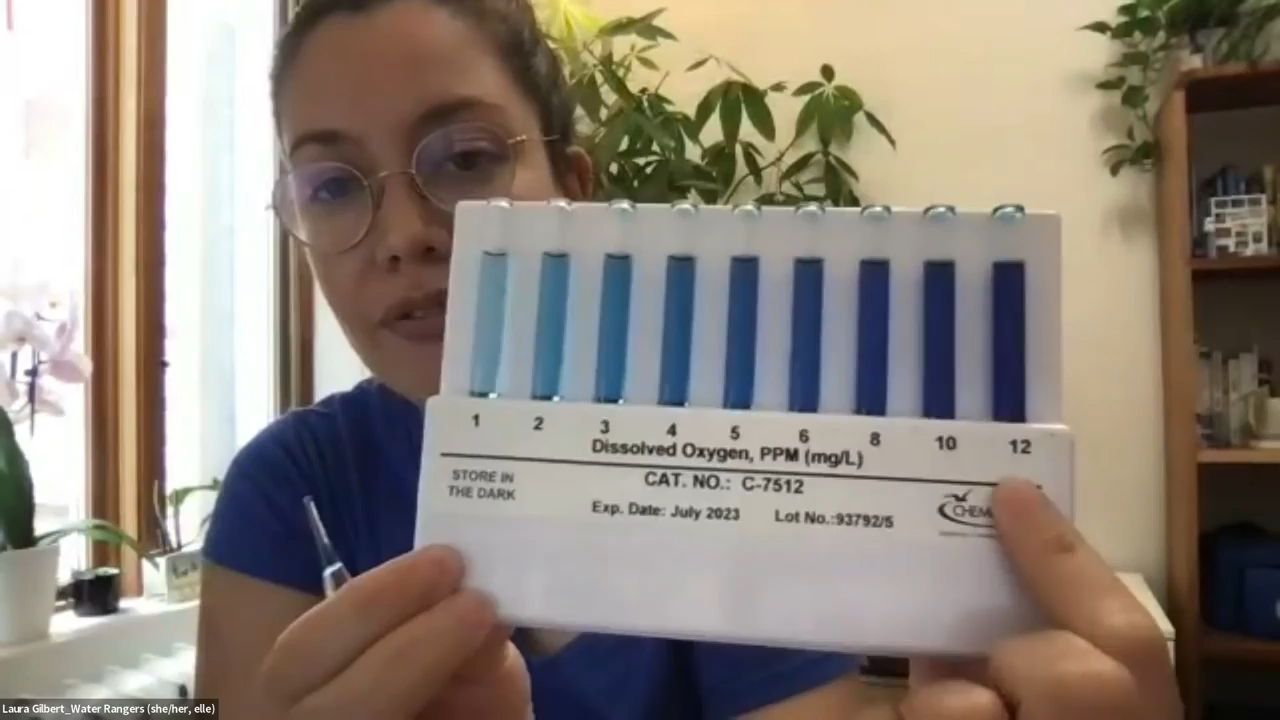 1 2 3 4 5 6 8 10 12
Dissolved Oxygen, PPM (mg/L)
STORE IN
THE DARK
CAT. NO.: C-7512
Exp. Date: July 2023 Lot No.:93792/5
Laura Gilbert_Water Rangers (she/her, elle)